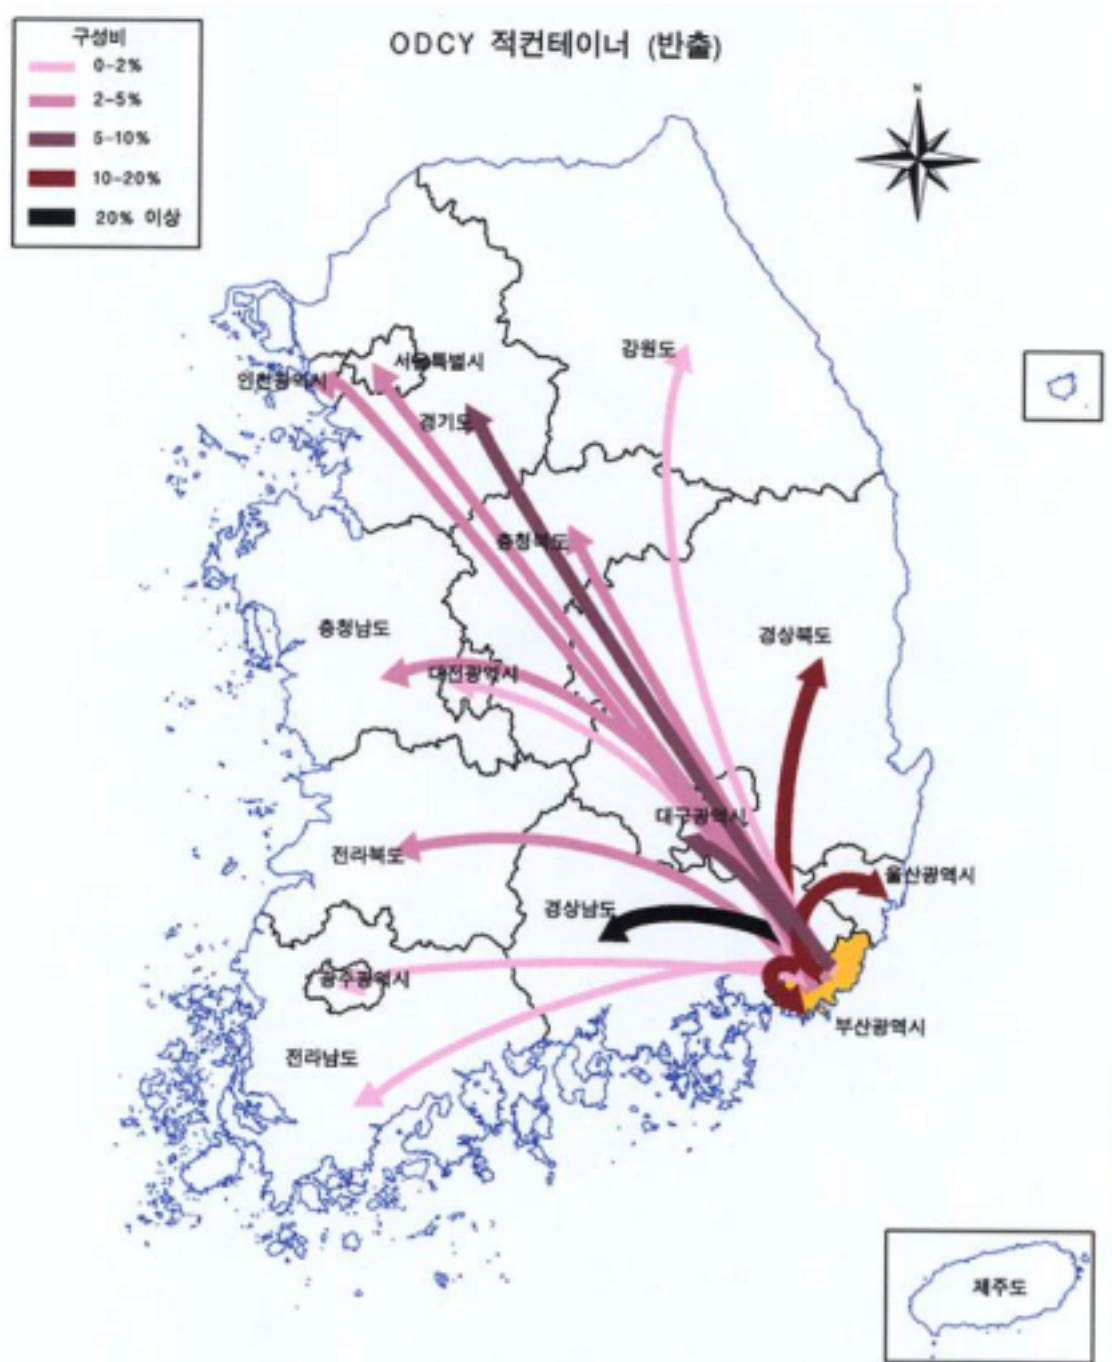 구성비
0-2%
2-5%
5-10%
10-20%
20% 이상
ODCY 적컨테이너 (반출)
N
강원도
서울특별시
인천광역시
경기도
충청북도
충청남도
경상북도
대전광역시
대구광역시
전라북도
울산광역시
경상남도
광주광역시
부산광역시
전라남도
제주도